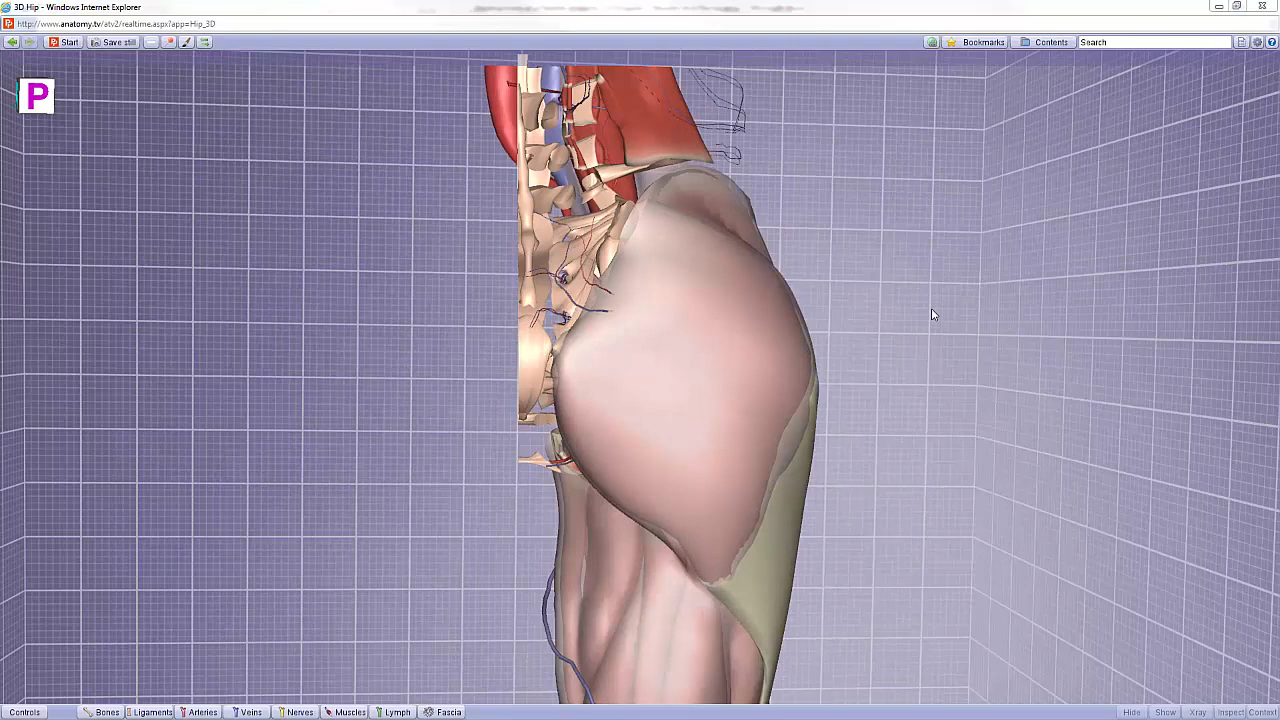 3D.Hip - Windows Internet Explorer
http://www.anatomy.tv/atv2/realtime.aspx?app=Hip_3D
Start Save still Bookmarks Contents Search
P
Controls Bones Ligaments Arteries Veins Nerves Muscles Lymph Fascia Hide Show Xray Inspect Context